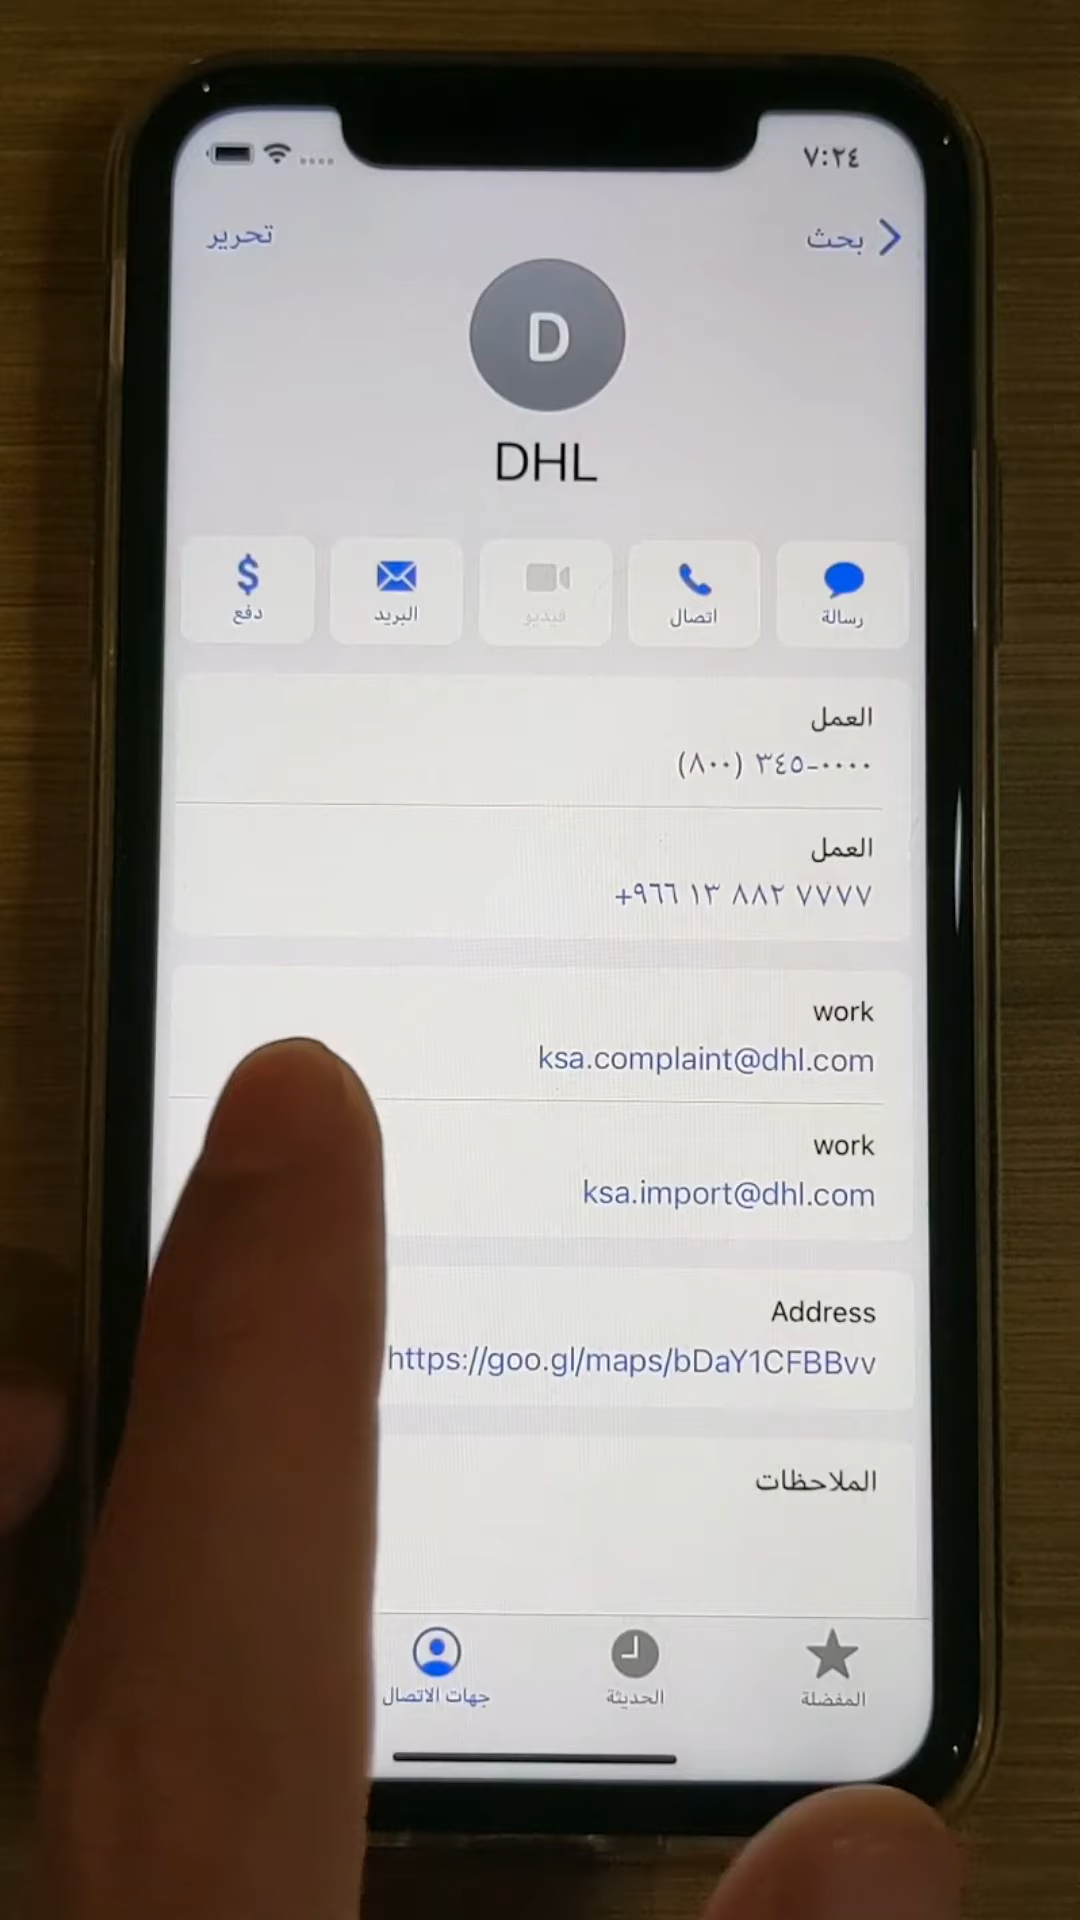 ٧:٢٤
بحث
تحرير
D
DHL
رسالة
اتصال
فيديو
البريد
دفع
العمل
(٨٠٠) ٣٤٥-٠٠٠٠
العمل
+٩٦٦ ١٣ ٨٨٢ ٧٧٧٧
work
ksa.complaint@dhl.com
work
ksa.import@dhl.com
Address
https://goo.gl/maps/bDaY1CFBBvv
الملاحظات
المفضلة
الحديثة
جهات الاتصال